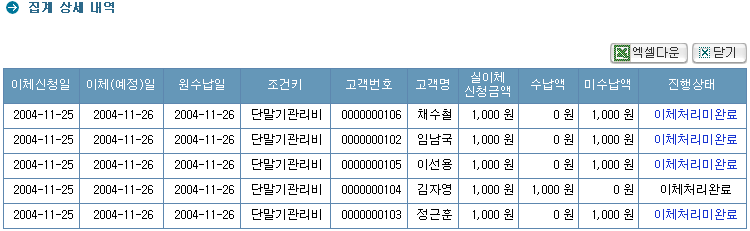 집계 상세 내역
엑셀다운 닫기
이체신청일 이체(예정)일 원수납일 조건키 고객번호 고객명 실이체 신청금액 수납액 미수납액 진행상태
2004-11-25 2004-11-26 2004-11-26 단말기관리비 0000000106 채수철 1,000 원 0 원 1,000 원 이체처리미완료
2004-11-25 2004-11-26 2004-11-26 단말기관리비 0000000102 임남국 1,000 원 0 원 1,000 원 이체처리미완료
2004-11-25 2004-11-26 2004-11-26 단말기관리비 0000000105 이선용 1,000 원 0 원 1,000 원 이체처리미완료
2004-11-25 2004-11-26 2004-11-26 단말기관리비 0000000104 김자영 1,000 원 1,000 원 0 원 이체처리완료
2004-11-25 2004-11-26 2004-11-26 단말기관리비 0000000103 정근훈 1,000 원 0 원 1,000 원 이체처리미완료